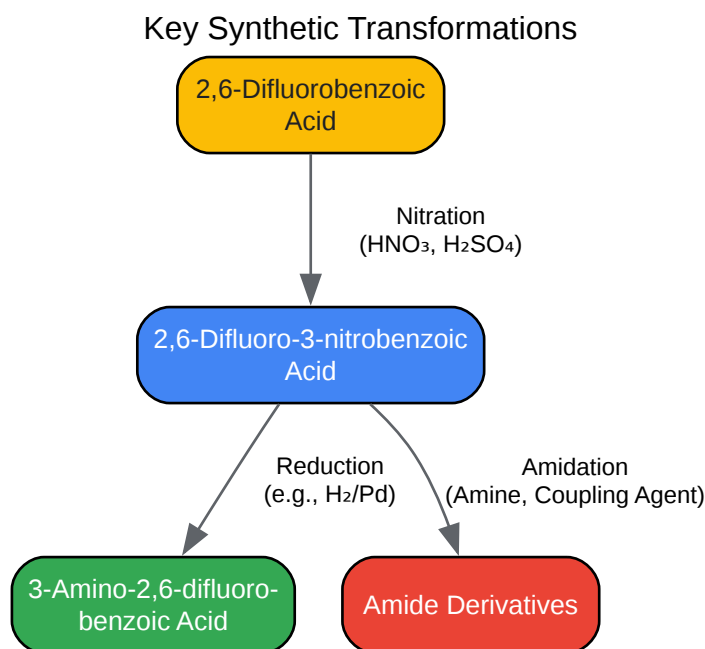 Key Synthetic Transformations
2,6-Difluorobenzoic
Acid
Nitration
(HNO₃, H₂SO₄)
2,6-Difluoro-3-nitrobenzoic
Acid
Reduction
(e.g., H₂/Pd)
Amidation
(Amine, Coupling Agent)
3-Amino-2,6-difluoro-
benzoic Acid
Amide Derivatives